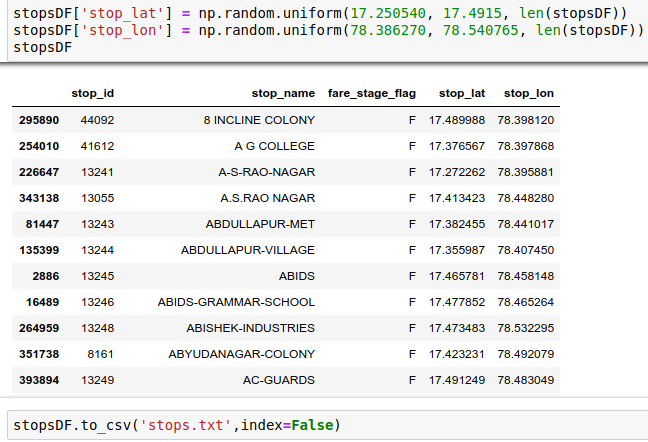 stopsDF['stop_lat'] = np.random.uniform(17.250540, 17.4915, len(stopsDF))
stopsDF['stop_lon'] = np.random.uniform(78.386270, 78.540765, len(stopsDF))
stopsDF
stop_id stop_name fare_stage_flag stop_lat stop_lon
295890 44092 8 INCLINE COLONY F 17.489988 78.398120
254010 41612 A G COLLEGE F 17.376567 78.397868
226647 13241 A-S-RAO-NAGAR F 17.272262 78.395881
343138 13055 A.S.RAO NAGAR F 17.413423 78.448280
81447 13243 ABDULLAPUR-MET F 17.382455 78.441017
135399 13244 ABDULLAPUR-VILLAGE F 17.355987 78.407450
2886 13245 ABIDS F 17.465781 78.458148
16489 13246 ABIDS-GRAMMAR-SCHOOL F 17.477852 78.465264
264959 13248 ABISHEK-INDUSTRIES F 17.473483 78.532295
351738 8161 ABYUDANAGAR-COLONY F 17.423231 78.492079
393894 13249 AC-GUARDS F 17.491249 78.483049
stopsDF.to_csv('stops.txt',index=False)